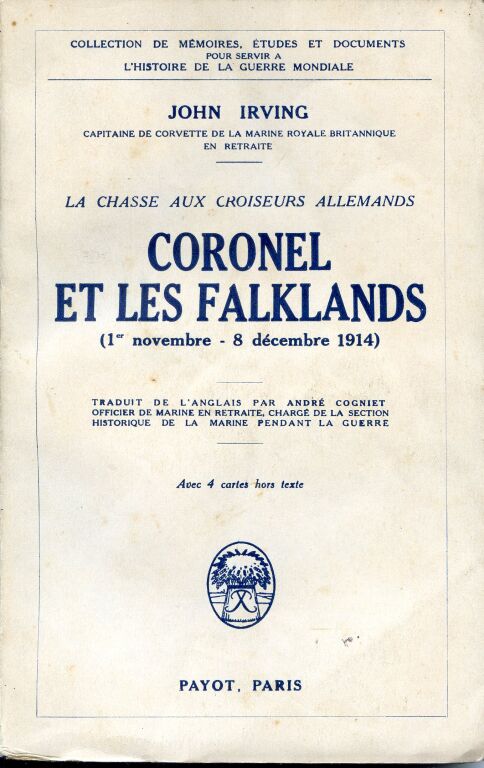 COLLECTION DE MÉMOIRES, ÉTUDES ET DOCUMENTS
POUR SERVIR A
L'HISTOIRE DE LA GUERRE MONDIALE
JOHN IRVING
CAPITAINE DE CORVETTE DE LA MARINE ROYALE BRITANNIQUE
EN RETRAITE
LA CHASSE AUX CROISEURS ALLEMANDS
CORONEL
ET LES FALKLANDS
(1er novembre - 8 décembre 1914)
TRADUIT DE L'ANGLAIS PAR ANDRÉ COGNIET
OFFICIER DE MARINE EN RETRAITE, CHARGÉ DE LA SECTION
HISTORIQUE DE LA MARINE PENDANT LA GUERRE
Avec 4 cartes hors texte
PAYOT, PARIS